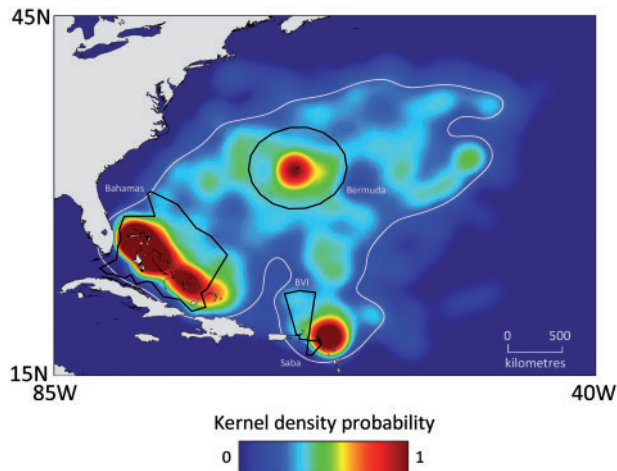 45N
Bahamas
Bermuda
BVI
Saba
0 500
kilometres
15N
85W 40W
Kernel density probability
0 1